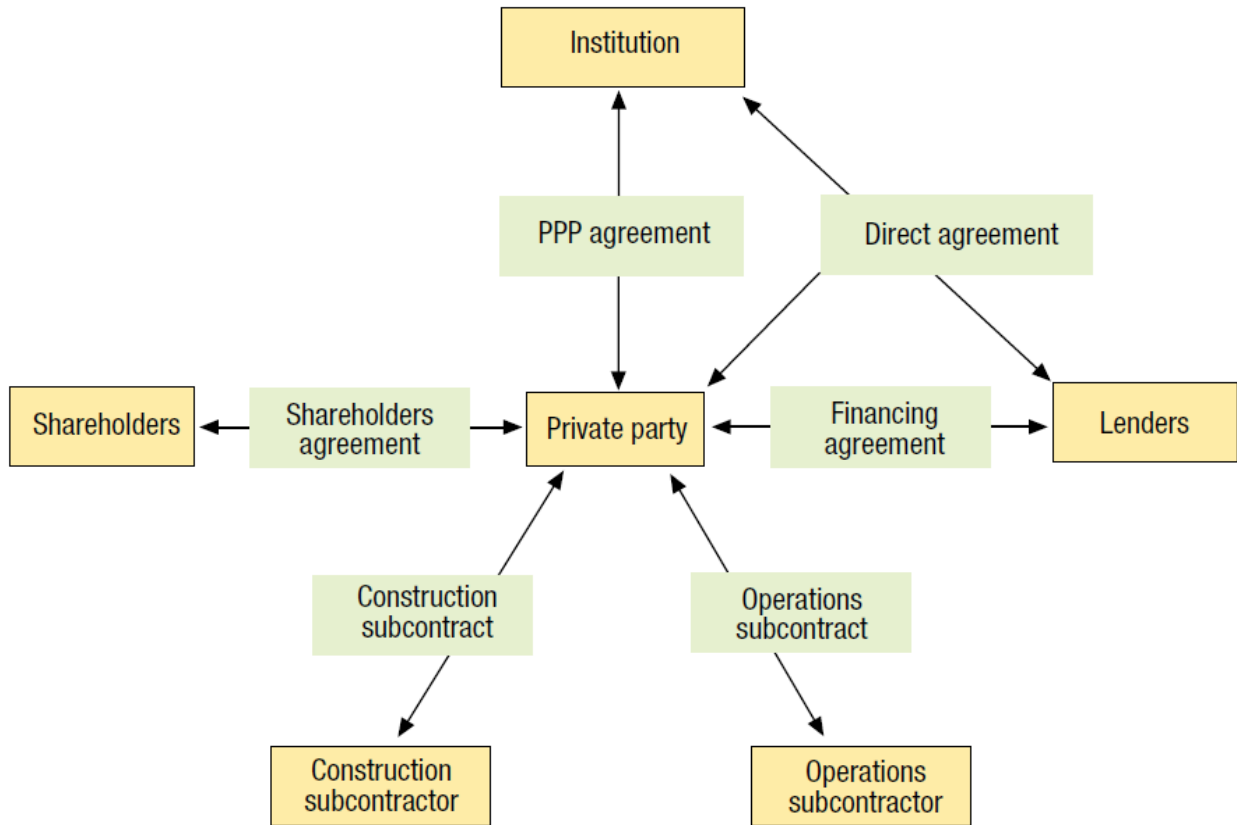 Institution
PPP agreement
Direct agreement
Shareholders
Shareholders
agreement
Private party
Financing
agreement
Lenders
Construction
subcontract
Operations
subcontract
Construction
subcontractor
Operations
subcontractor